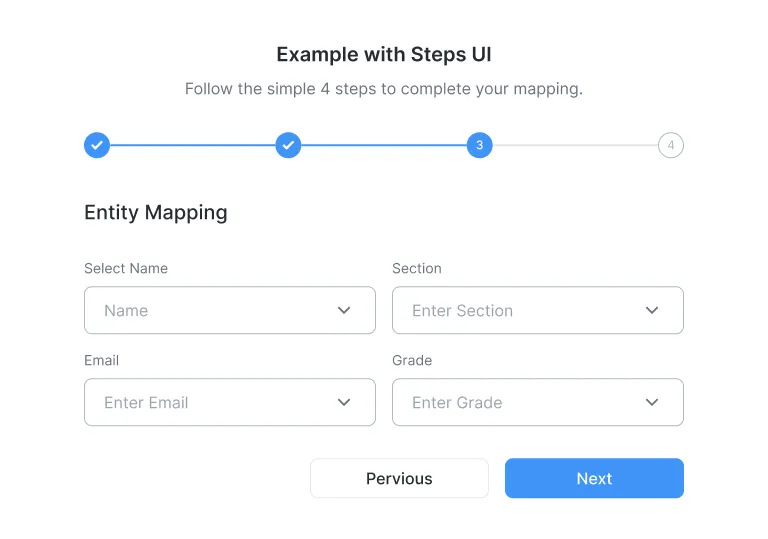 Example with Steps UI
Follow the simple 4 steps to complete your mapping.
3
4
Entity Mapping
Select Name
Section
Name
Enter Section
Email
Grade
Enter Email
Enter Grade
Pervious
Next